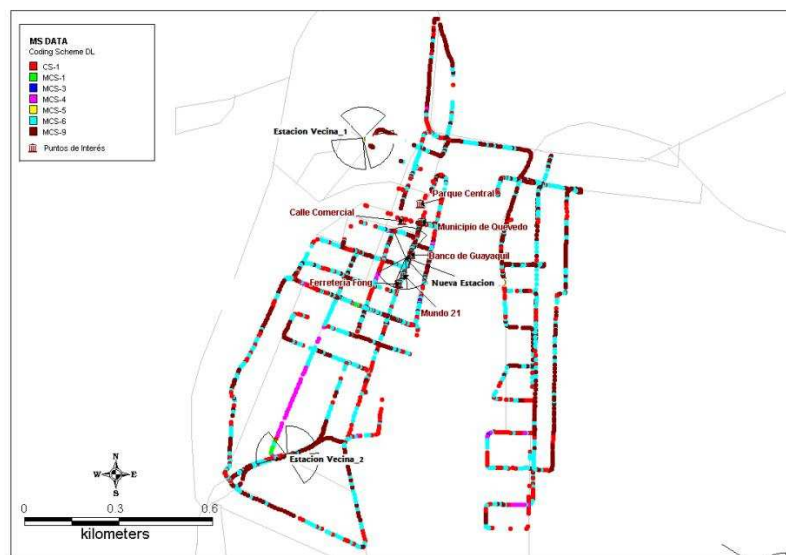 MS DATA
Coding Scheme DL
CS-1
MCS-1
MCS-3
MCS-4
MCS-5
MCS-6
MCS-9
Puntos de Interés
Estacion Vecina_1
Parque Central
Calle Comercial
Municipio de Quevedo
Banco de Guayaquil
Ferretería Fong
Nueva Estacion
Mundo 21
Estacion Vecina_2
N
W E
S
0 0.3 0.6
kilometers